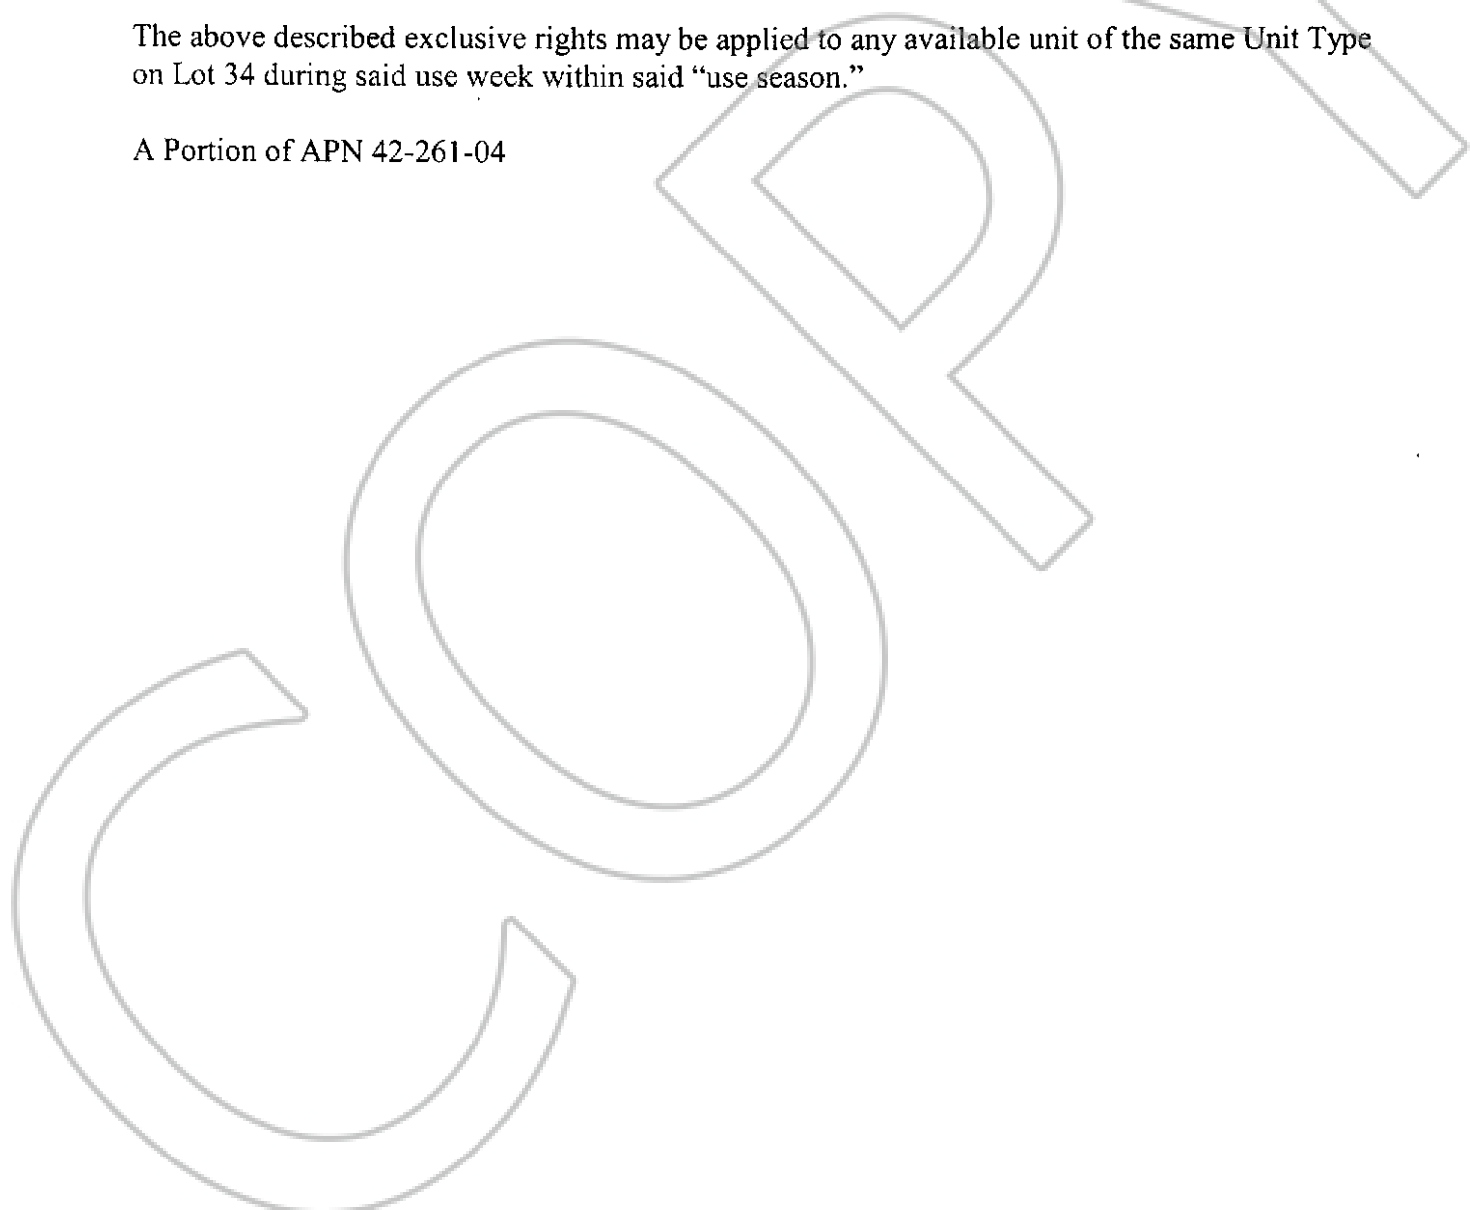 The above described exclusive rights may be applied to any available unit of the same Unit Type
on Lot 34 during said use week within said “use season.”
A Portion of APN 42-261-04
COPY